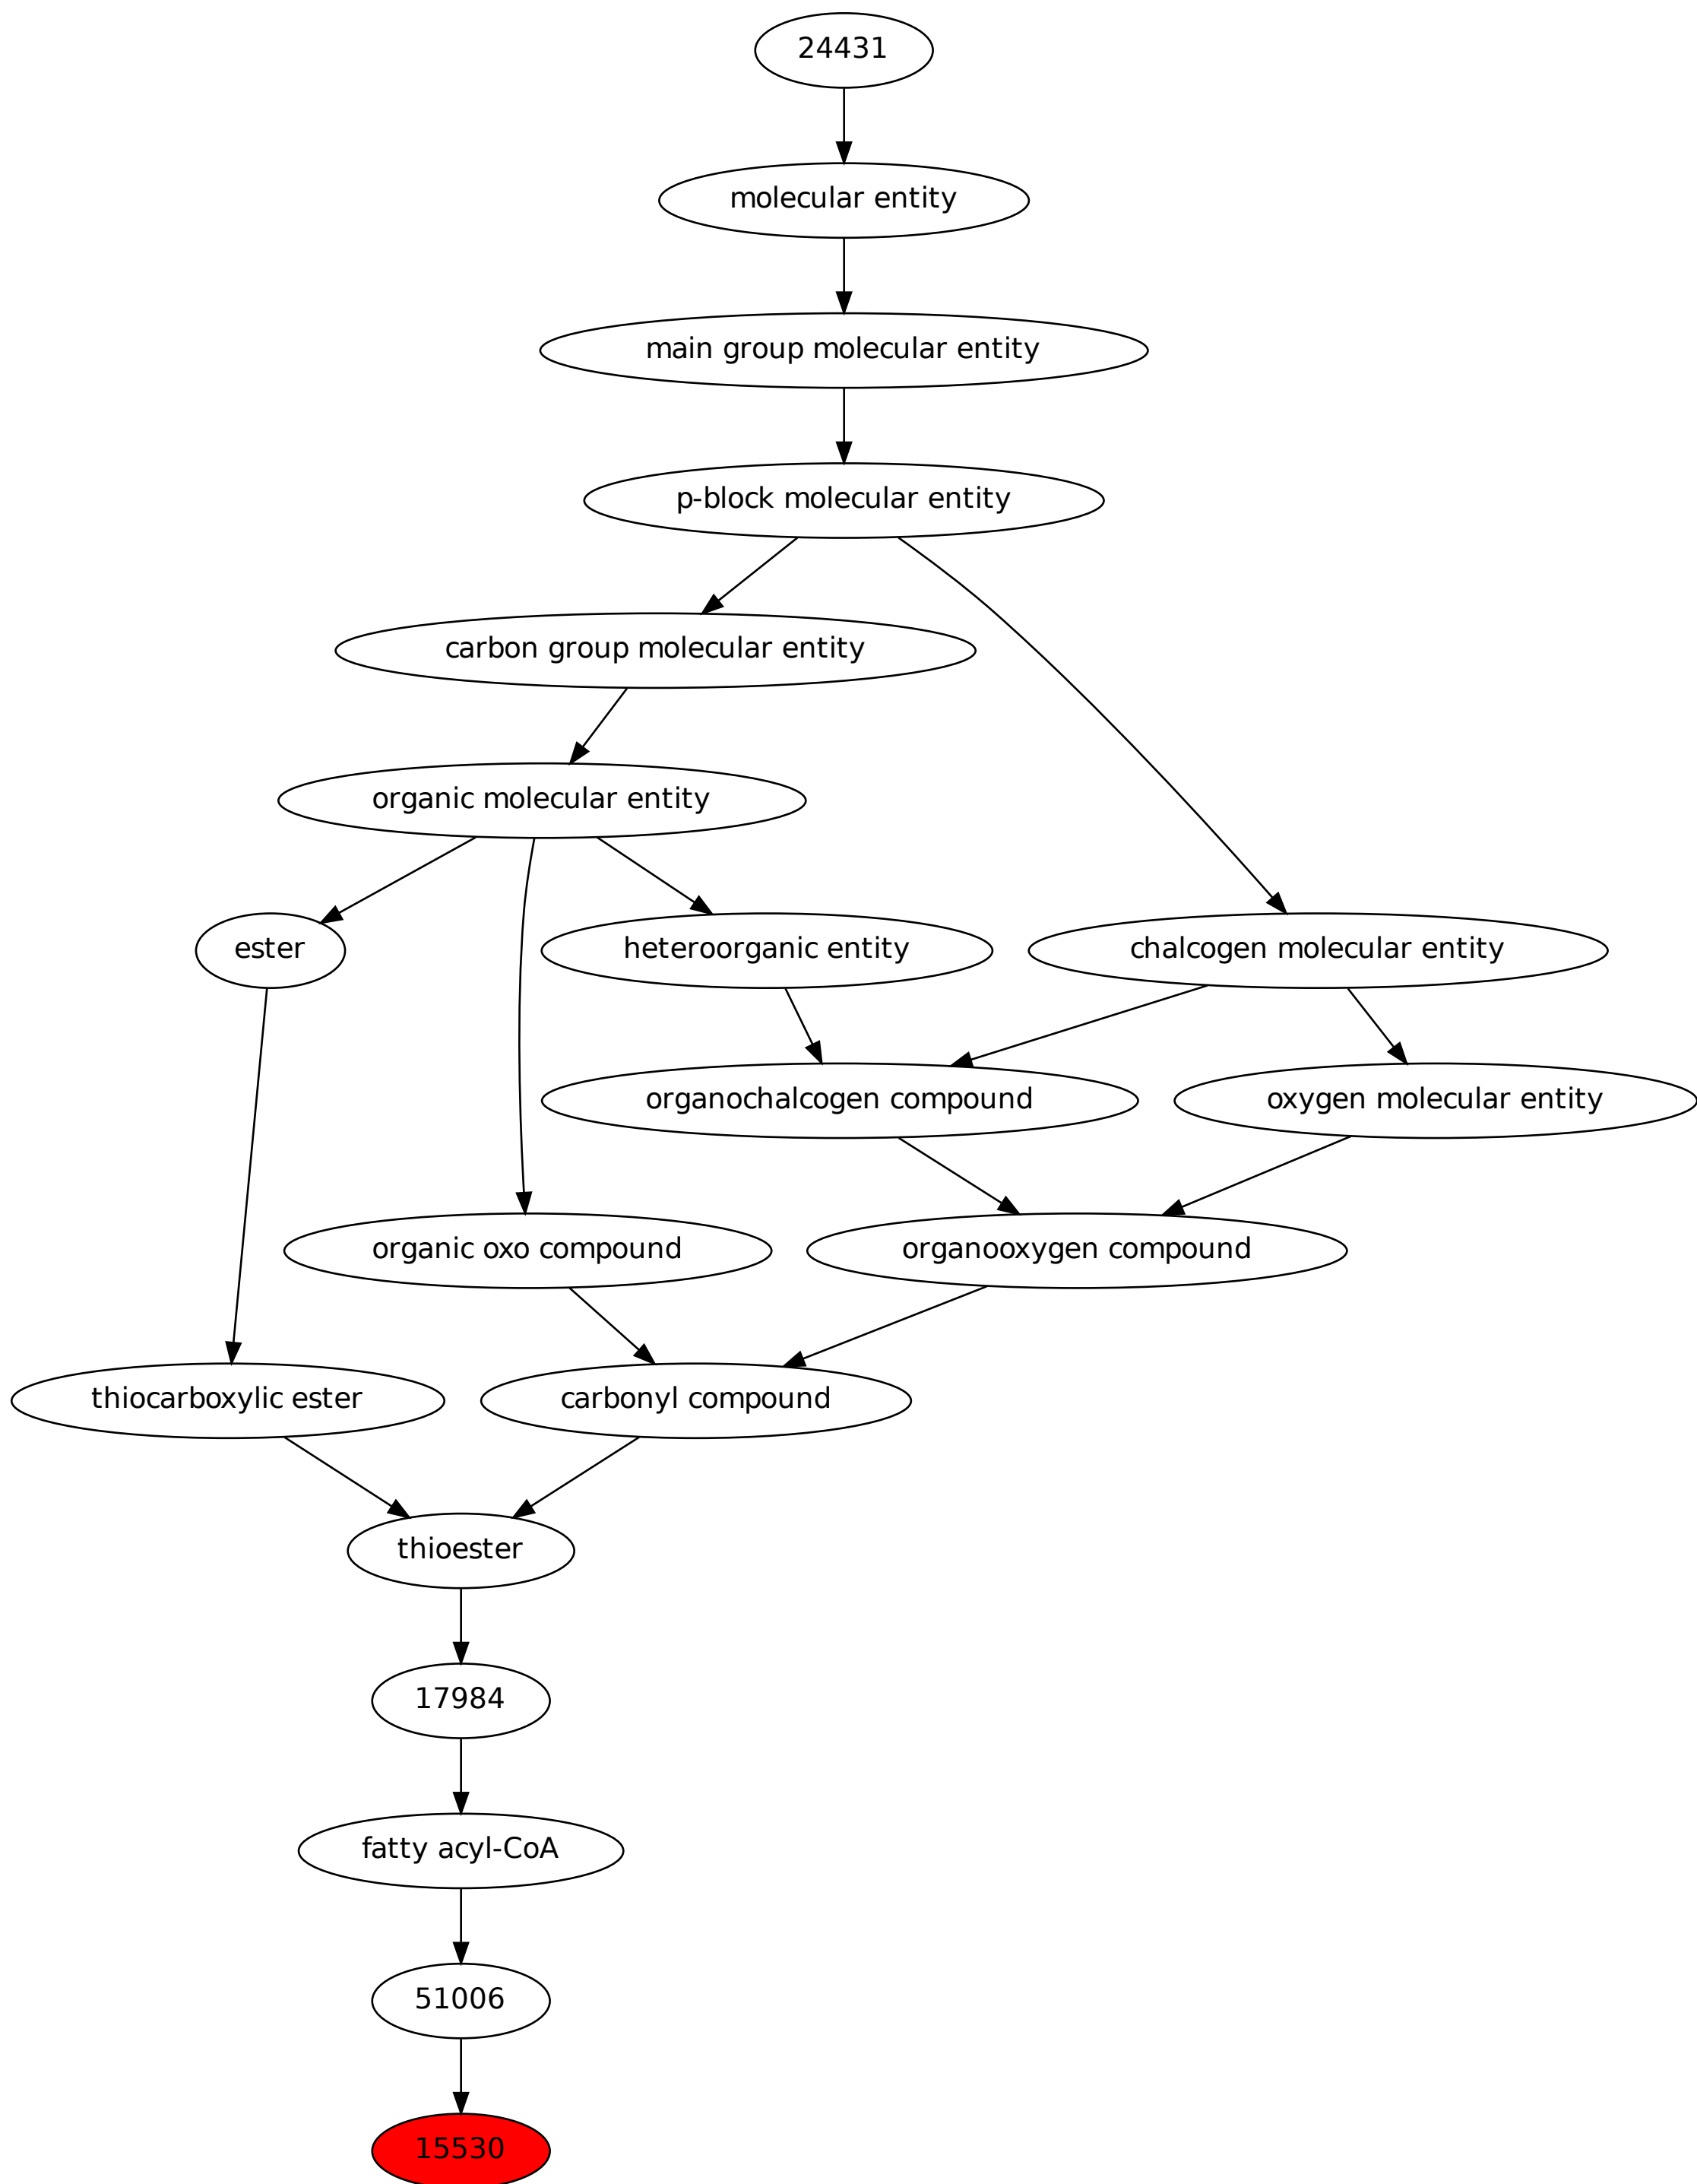 24431
molecular entity
main group molecular entity
p-block molecular entity
carbon group molecular entity
organic molecular entity
ester
heteroorganic entity
chalcogen molecular entity
organochalcogen compound
oxygen molecular entity
organic oxo compound
organooxygen compound
thiocarboxylic ester
carbonyl compound
thioester
17984
fatty acyl-CoA
51006
15530